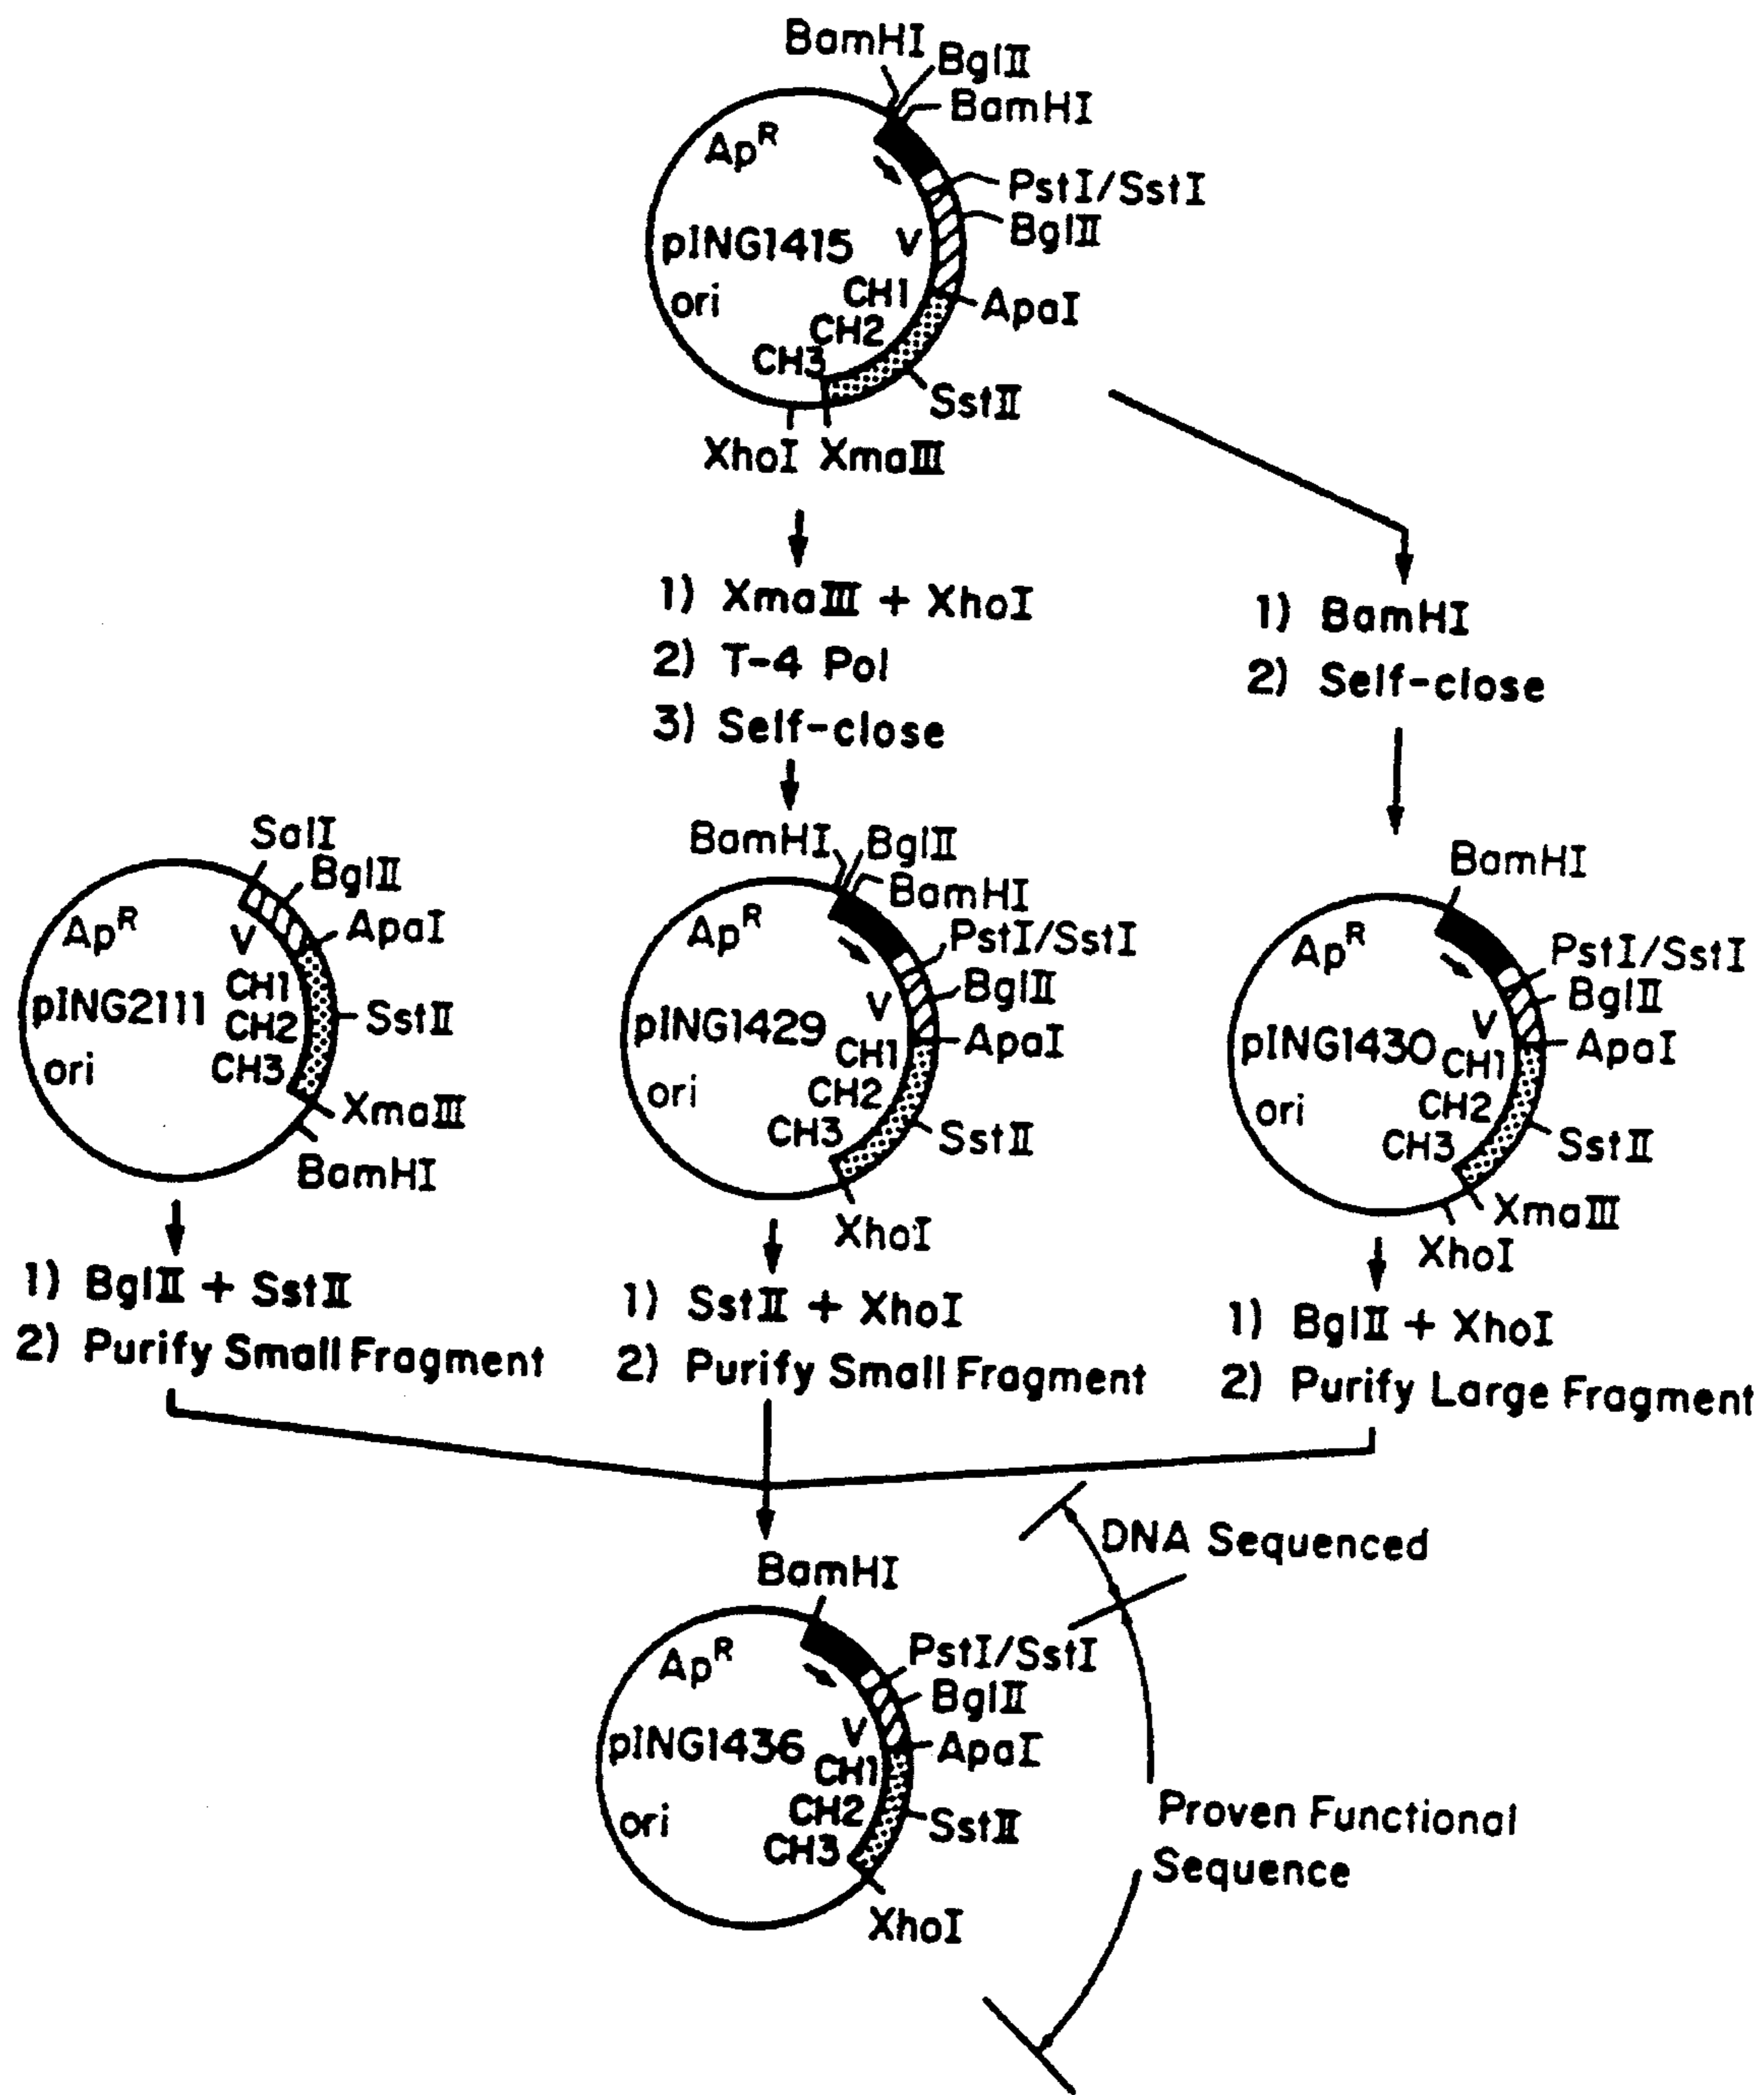 BamHI
BglII
BamHI
Ap^R
PstI/SstI
BglII
pING1415
V
ori
CH1
ApaI
CH2
CH3
SstII
XhoI XmaIII
1) XmaIII + XhoI
2) T-4 Pol
3) Self-close
1) BamHI
2) Self-close
SalI
BglII
Ap^R
V
ApaI
pING2111
CH1
CH2
SstII
ori
CH3
XmaIII
BamHI
1) BglII + SstII
2) Purify Small Fragment
BamHI
BglII
BamHI
Ap^R
PstI/SstI
BglII
V
pING1429
ApaI
CH1
ori
CH2
CH3
SstII
XhoI
1) SstII + XhoI
2) Purify Small Fragment
BamHI
Ap^R
PstI/SstI
BglII
V
pING1430
ApaI
CH1
ori
CH2
CH3
SstII
XmaIII
XhoI
1) BglII + XhoI
2) Purify Large Fragment
DNA Sequenced
BamHI
Ap^R
PstI/SstI
BglII
V
pING1436
ApaI
CH1
ori
CH2
SstII
CH3
XhoI
Proven Functional
Sequence